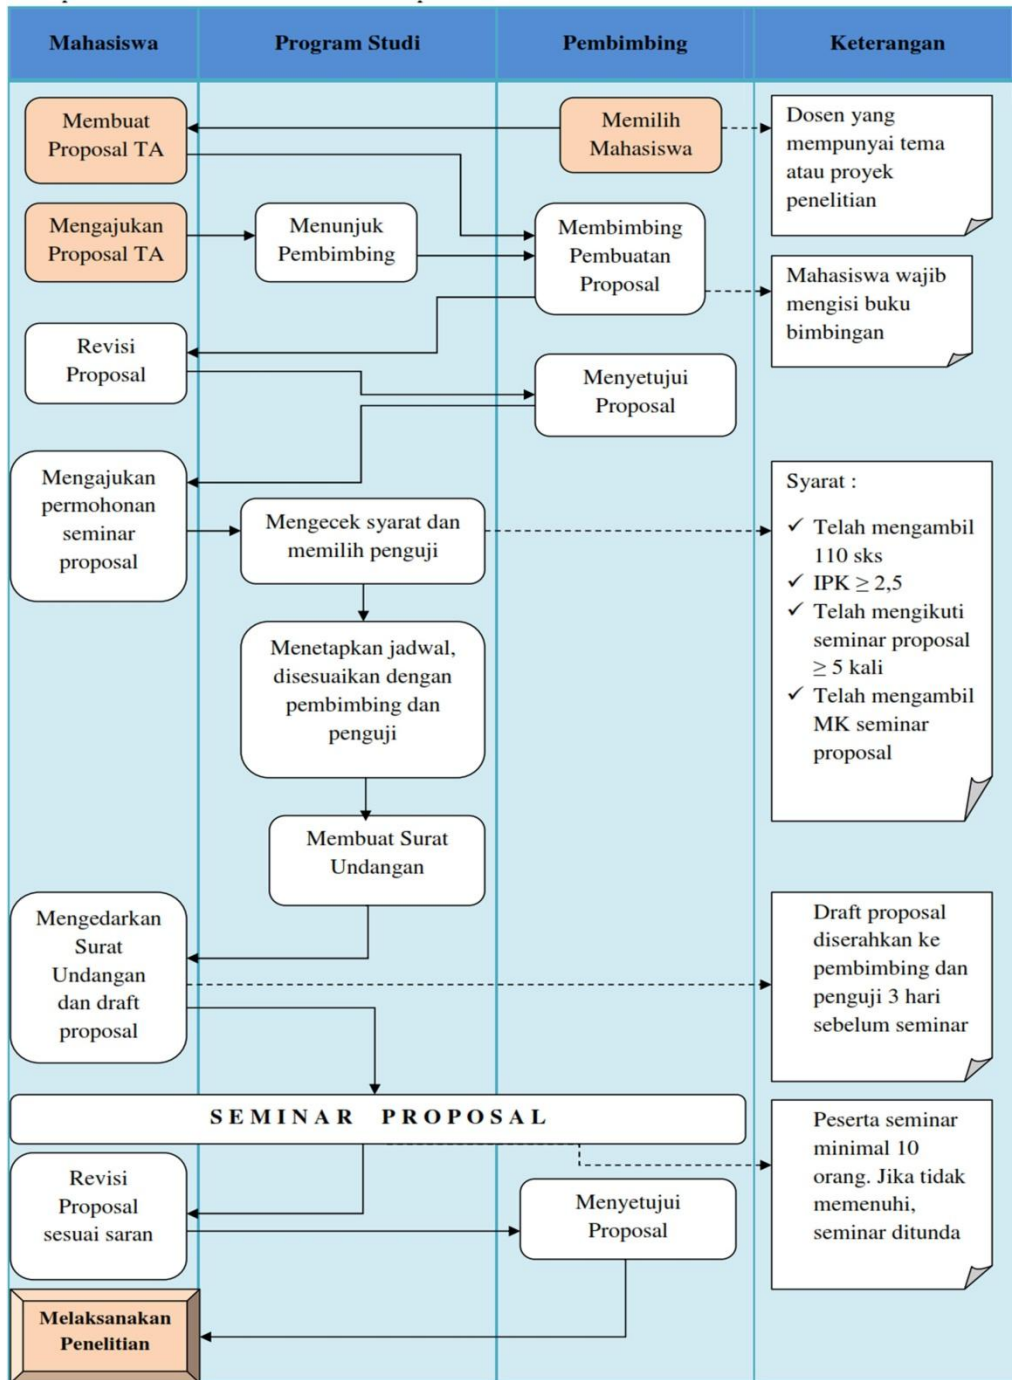 Mahasiswa
Program Studi
Pembimbing
Keterangan
Membuat
Proposal TA
Memilih
Mahasiswa
Dosen yang
mempunyai tema
atau proyek
penelitian
Mengajukan
Proposal TA
Menunjuk
Pembimbing
Membimbing
Pembuatan
Proposal
Mahasiswa wajib
mengisi buku
bimbingan
Revisi
Proposal
Menyetujui
Proposal
Mengajukan
permohonan
seminar
proposal
Mengecek syarat dan
memilih penguji
Syarat :
✓ Telah mengambil
110 sks
✓ IPK ≥ 2,5
✓ Telah mengikuti
seminar proposal
≥ 5 kali
✓ Telah mengambil
MK seminar
proposal
Menetapkan jadwal,
disesuaikan dengan
pembimbing dan
penguji
Membuat Surat
Undangan
Mengedarkan
Surat
Undangan
dan draft
proposal
Draft proposal
diserahkan ke
pembimbing dan
penguji 3 hari
sebelum seminar
SEMINAR PROPOSAL
Peserta seminar
minimal 10
orang. Jika tidak
memenuhi,
seminar ditunda
Revisi
Proposal
sesuai saran
Menyetujui
Proposal
Melaksanakan
Penelitian